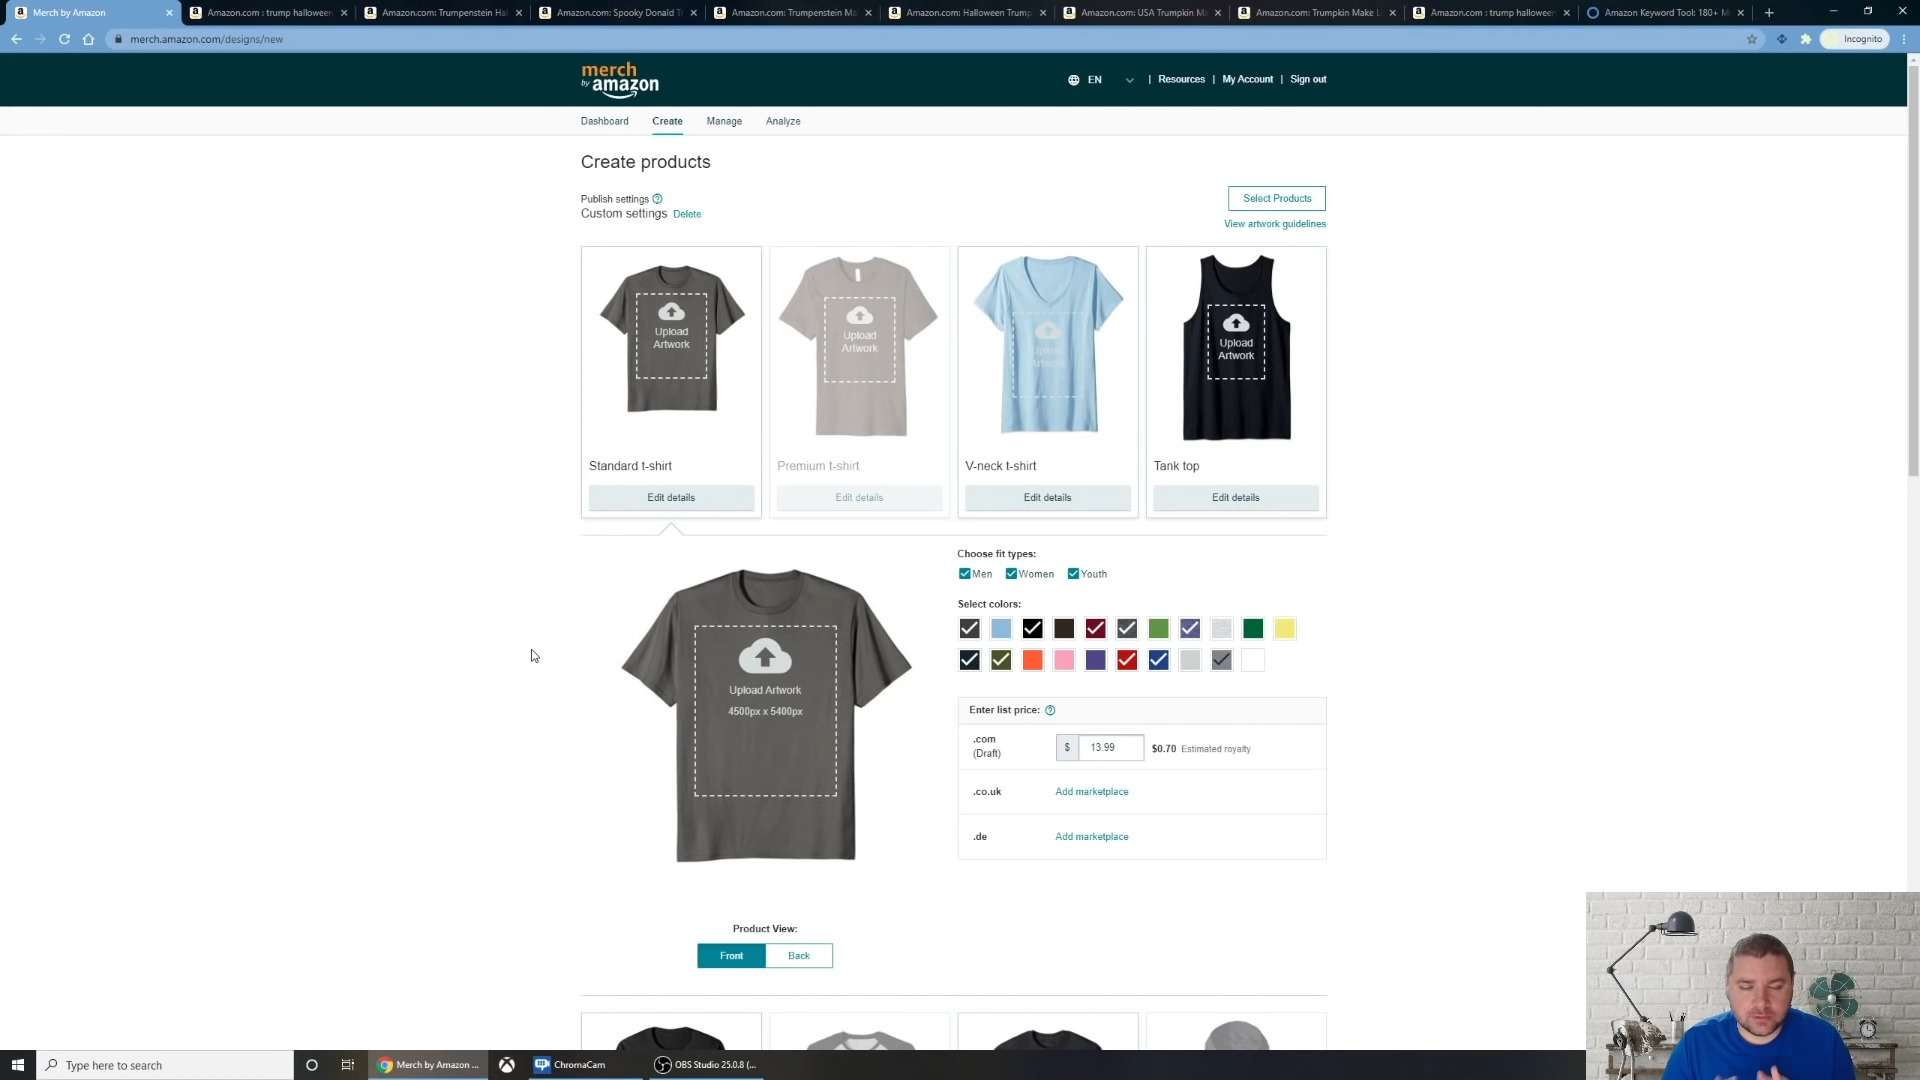 Merch by Amazon
Amazon.com : trump halloween
Amazon.com: Trumpenstein Hal
Amazon.com: Spooky Donald Tr
Amazon.com: Trumpenstein Ma
Amazon.com: Halloween Trump
Amazon.com: USA Trumpkin M
Amazon.com: Trumpkin Make L
Amazon.com : trump halloween
Amazon Keyword Tool: 180+ M
merch.amazon.com/designs/new
Incognito
merch
by amazon
EN
| Resources | My Account | Sign out
Dashboard
Create
Manage
Analyze
Create products
Publish settings
Custom settings Delete
Select Products
View artwork guidelines
Upload
Artwork
Upload
Artwork
Upload
Artwork
Upload
Artwork
Standard t-shirt
Premium t-shirt
V-neck t-shirt
Tank top
Edit details
Edit details
Edit details
Edit details
Choose fit types:
Men
Women
Youth
Select colors:
Upload Artwork
4500px x 5400px
Enter list price:
.com
(Draft)
$ 13.99
$0.70 Estimated royalty
.co.uk
Add marketplace
.de
Add marketplace
Product View:
Front
Back
Type here to search
Merch by Amazon ...
ChromaCam
OBS Studio 25.0.8 (...